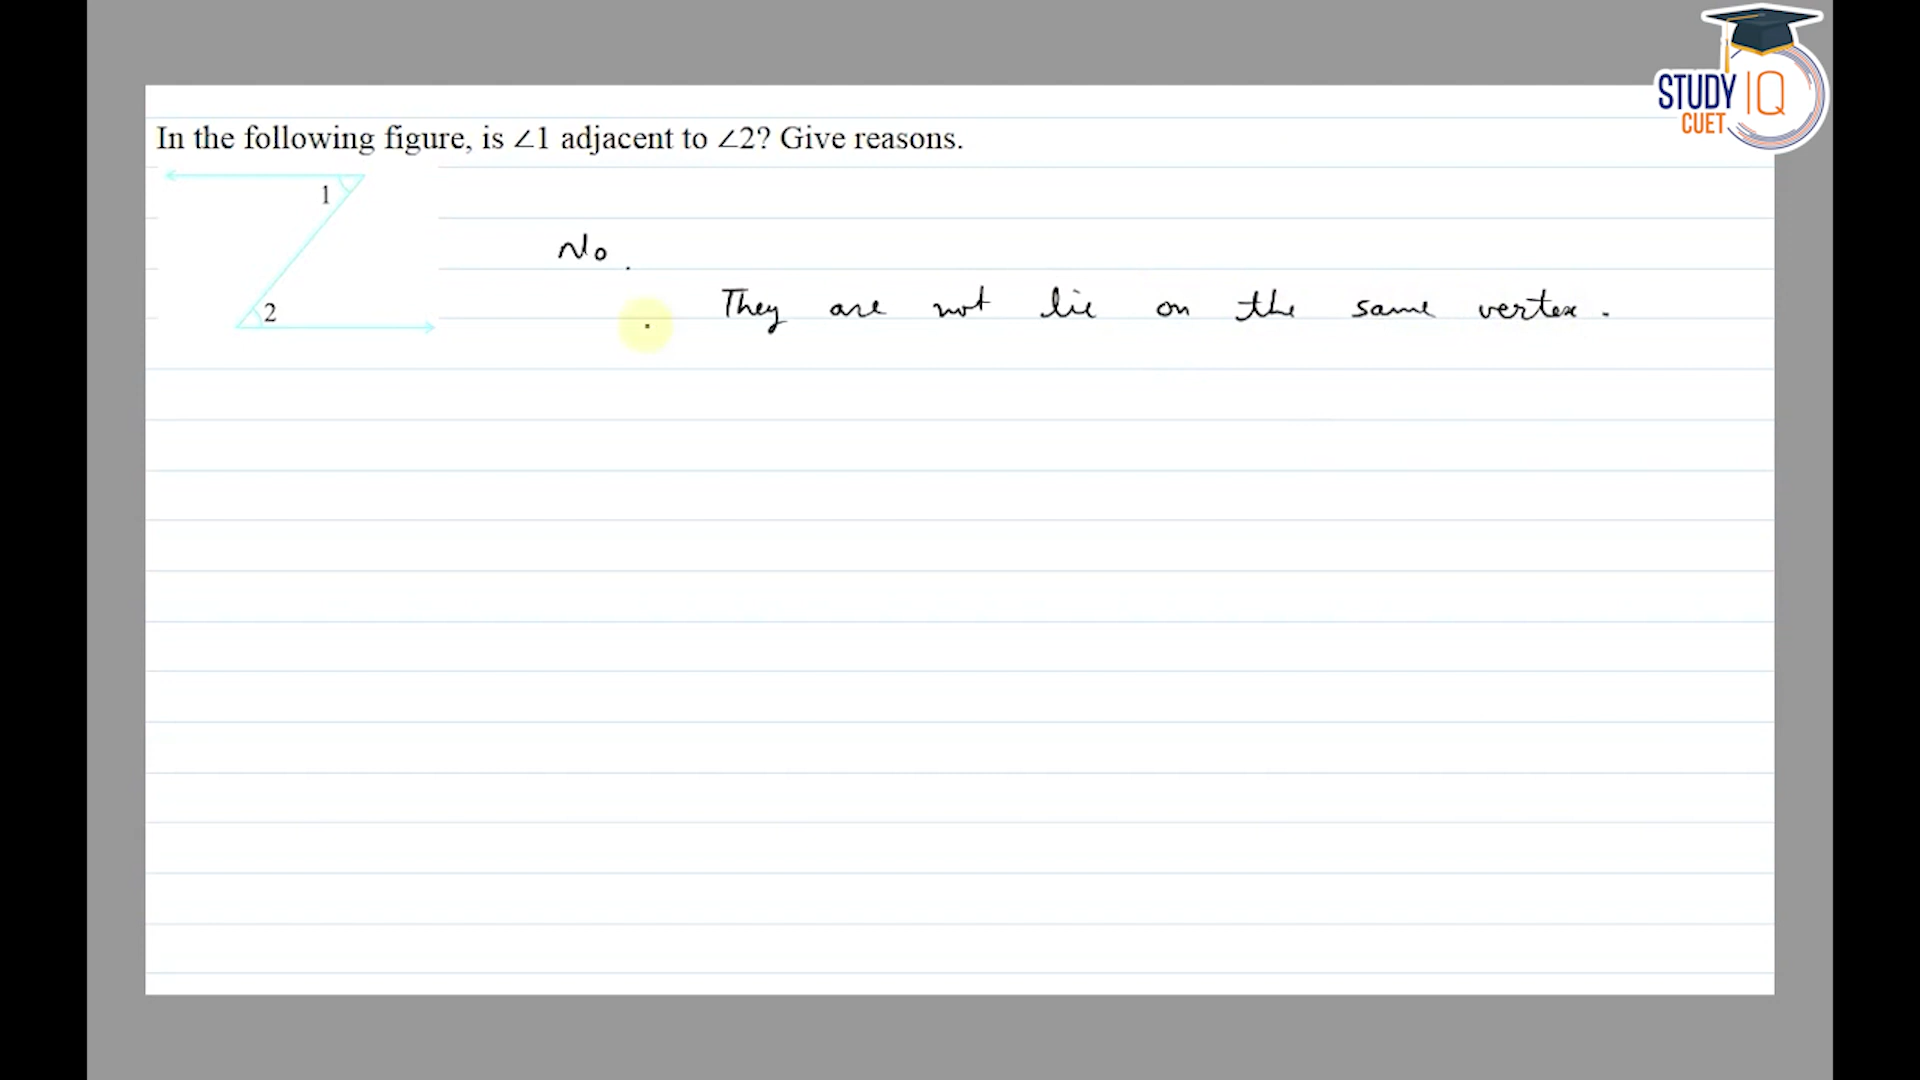 STUDY IQ
CUET
In the following figure, is ∠1 adjacent to ∠2? Give reasons.
1
2
No.
They are not lie on the same vertex.